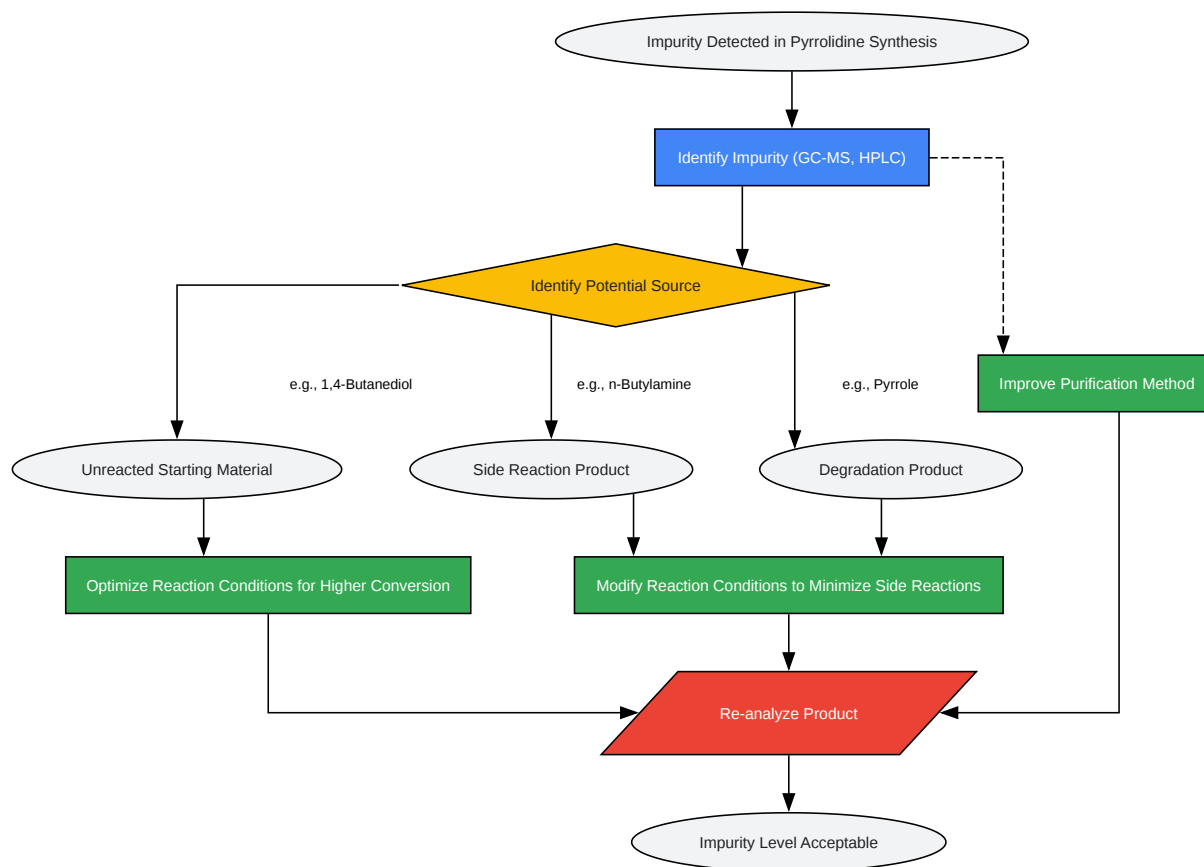 Impurity Detected in Pyrrolidine Synthesis
Identify Impurity (GC-MS, HPLC)
Identify Potential Source
e.g., 1,4-Butanediol
e.g., n-Butylamine
e.g., Pyrrole
Improve Purification Method
Unreacted Starting Material
Side Reaction Product
Degradation Product
Optimize Reaction Conditions for Higher Conversion
Modify Reaction Conditions to Minimize Side Reactions
Re-analyze Product
Impurity Level Acceptable